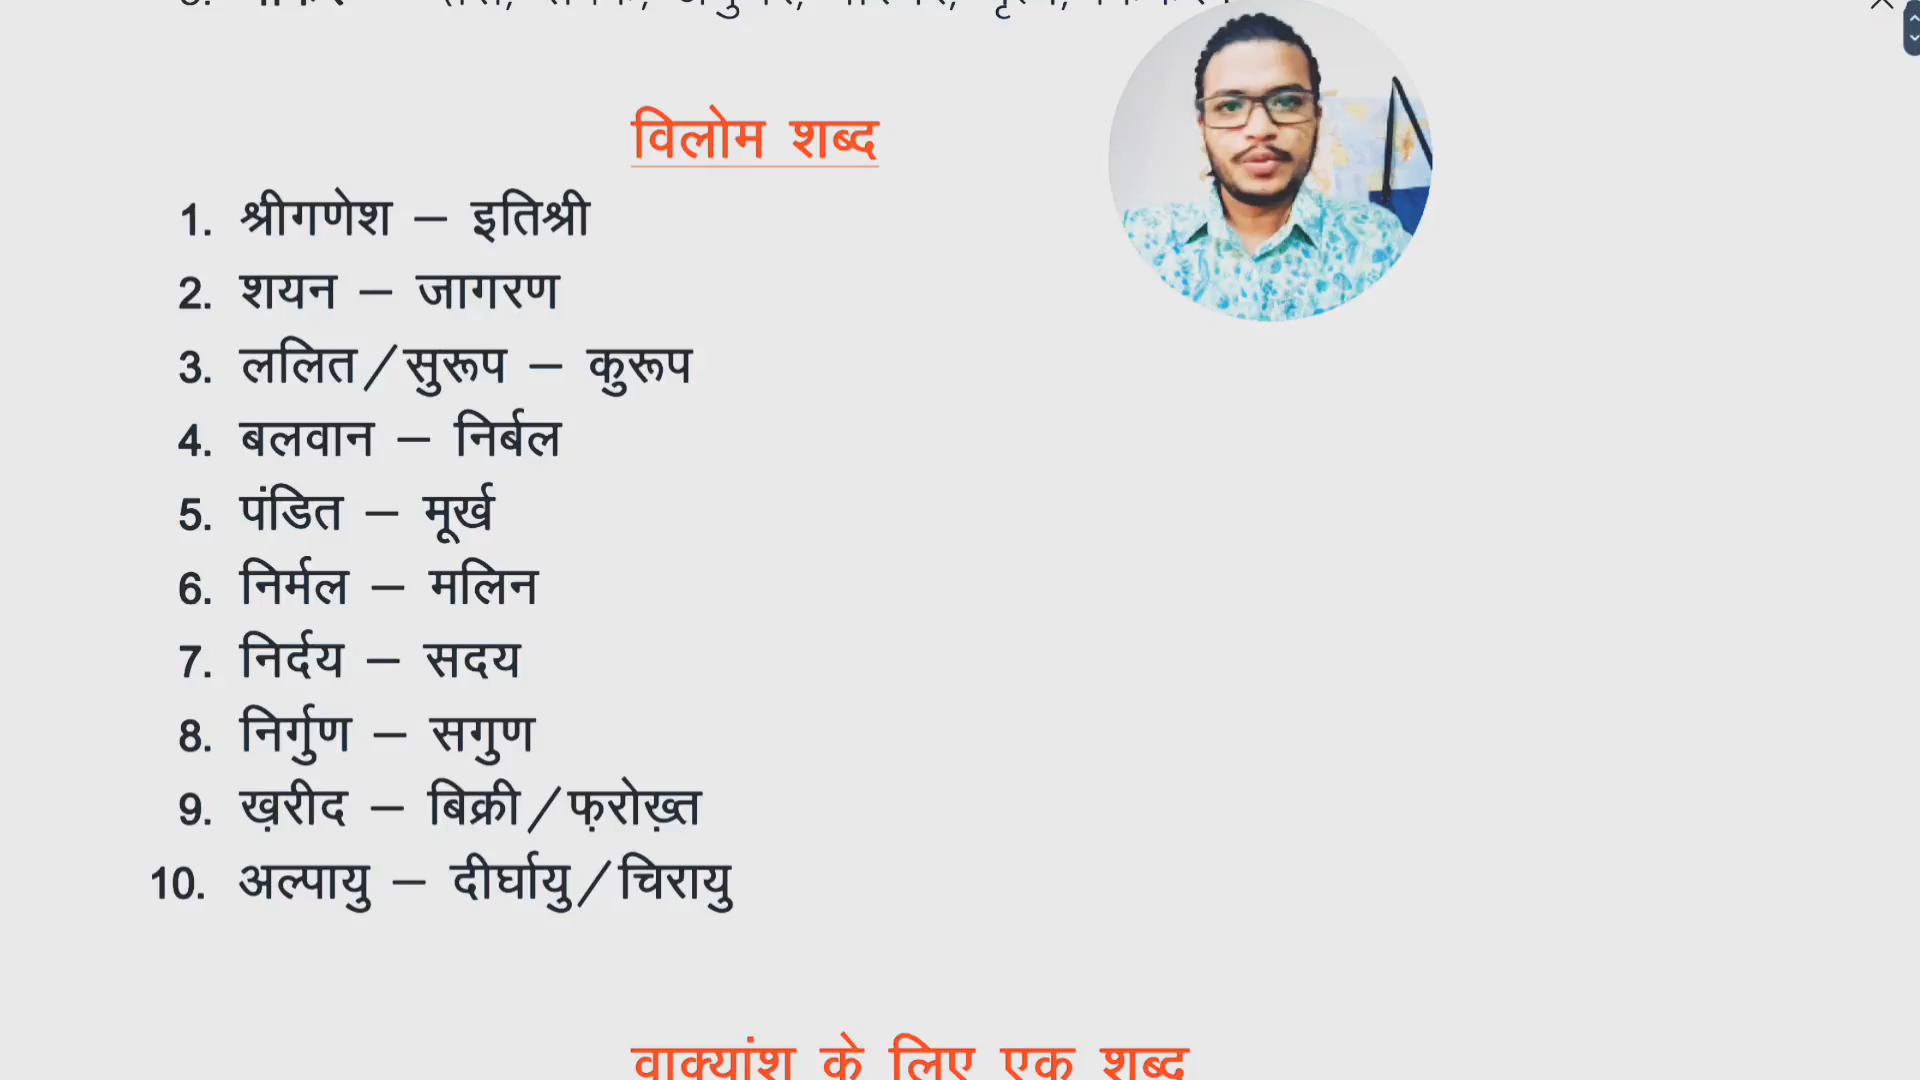 विलोम शब्द
1. श्रीगणेश – इतिश्री
2. शयन – जागरण
3. ललित/सुरूप – कुरूप
4. बलवान – निर्बल
5. पंडित – मूर्ख
6. निर्मल – मलिन
7. निर्दय – सदय
8. निर्गुण – सगुण
9. ख़रीद – बिक्री/फ़रोख़्त
10. अल्पायु – दीर्घायु/चिरायु
वाक्यांश के लिए एक शब्द